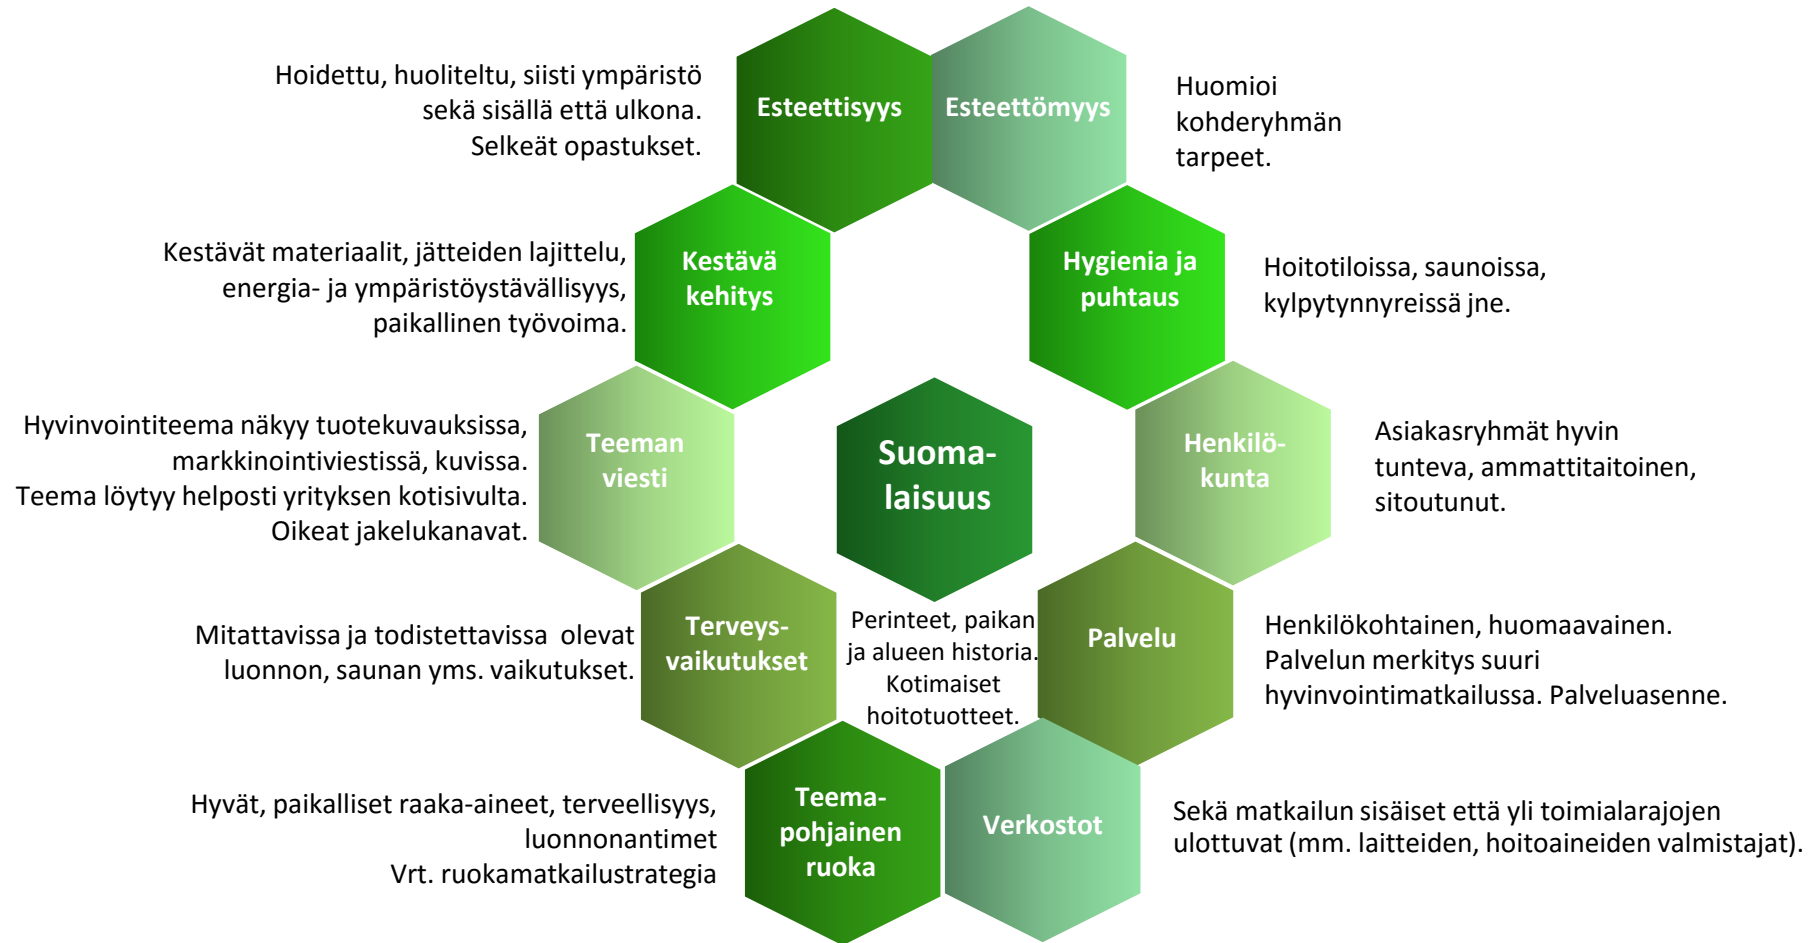 Hoidettu, huoliteltu, siisti ympäristö
sekä sisällä että ulkona.
Selkeät opastukset.
Esteettisyys
Esteettömyys
Huomioi
kohderyhmän
tarpeet.
Kestävät materiaalit, jätteiden lajittelu,
energia- ja ympäristöystävällisyys,
paikallinen työvoima.
Kestävä
kehitys
Hygienia ja
puhtaus
Hoitotiloissa, saunoissa,
kylpytynnyreissä jne.
Hyvinvointiteema näkyy tuotekuvauksissa,
markkinointiviestissä, kuvissa.
Teema löytyy helposti yrityksen kotisivulta.
Oikeat jakelukanavat.
Teeman
viesti
Suoma-
laisuus
Henkilö-
kunta
Asiakasryhmät hyvin
tunteva, ammattitaitoinen,
sitoutunut.
Mitattavissa ja todistettavissa  olevat
luonnon, saunan yms. vaikutukset.
Terveys-
vaikutukset
Perinteet, paikan
ja alueen historia.
Kotimaiset
hoitotuotteet.
Palvelu
Henkilökohtainen, huomaavainen.
Palvelun merkitys suuri
hyvinvointimatkailussa. Palveluasenne.
Hyvät, paikalliset raaka-aineet, terveellisyys,
luonnonantimet
Vrt. ruokamatkailustrategia
Teema-
pohjainen
ruoka
Verkostot
Sekä matkailun sisäiset että yli toimialarajojen
ulottuvat (mm. laitteiden, hoitoaineiden valmistajat).